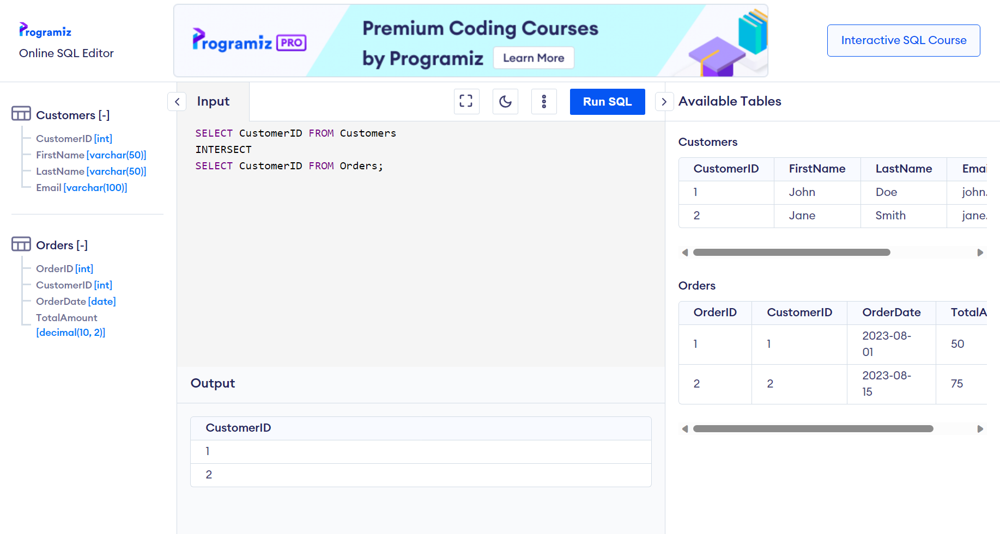 Programiz
Online SQL Editor
Programiz PRO
Premium Coding Courses
by Programiz
Learn More
Interactive SQL Course
Customers [-]
CustomerID [int]
FirstName [varchar(50)]
LastName [varchar(50)]
Email [varchar(100)]
Orders [-]
OrderID [int]
CustomerID [int]
OrderDate [date]
TotalAmount
[decimal(10, 2)]
Input
Run SQL
SELECT CustomerID FROM Customers
INTERSECT
SELECT CustomerID FROM Orders;
Output
CustomerID
1
2
Available Tables
Customers
CustomerID FirstName LastName Emai
1 John Doe john.
2 Jane Smith jane.
Orders
OrderID CustomerID OrderDate TotalA
1 1 2023-08-
01 50
2 2 2023-08-
15 75